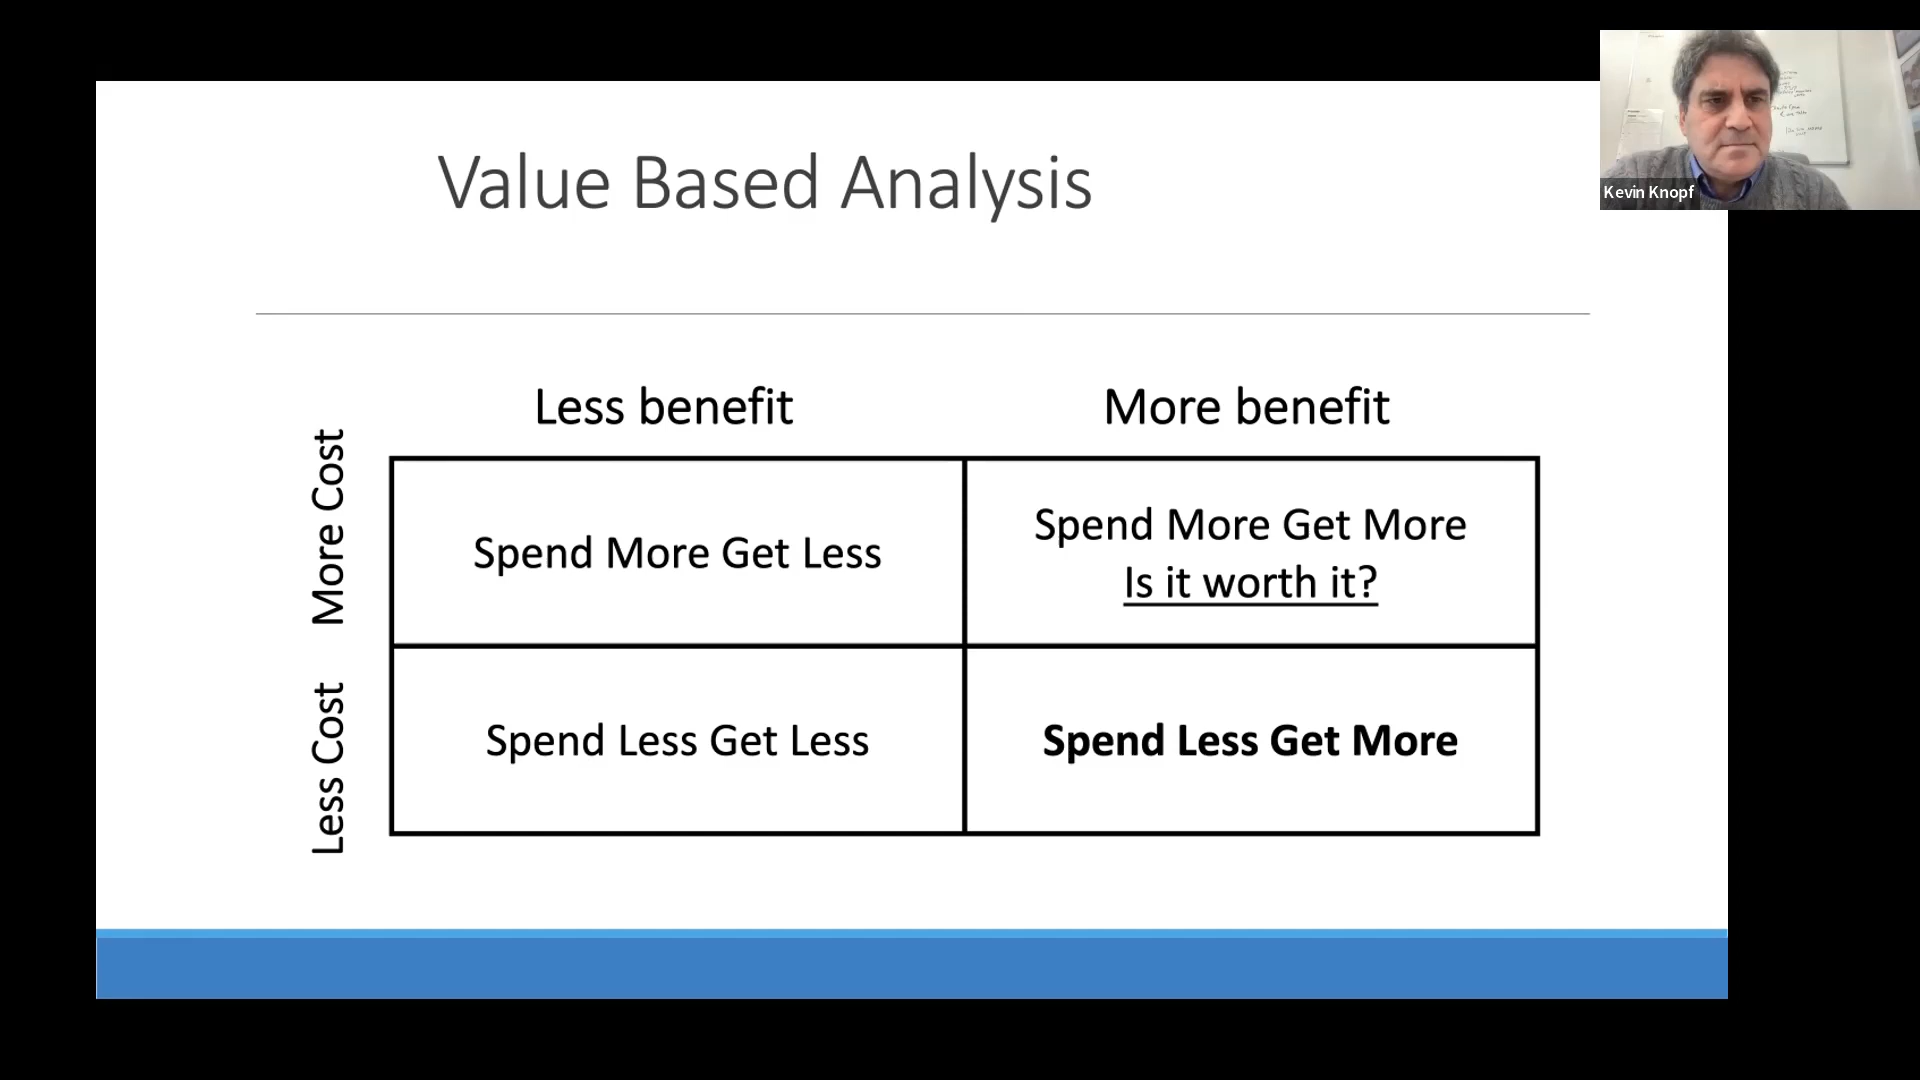 Value Based Analysis
Kevin Knopf
Less benefit
More benefit
More Cost
Spend More Get Less
Spend More Get More
Is it worth it?
Less Cost
Spend Less Get Less
Spend Less Get More